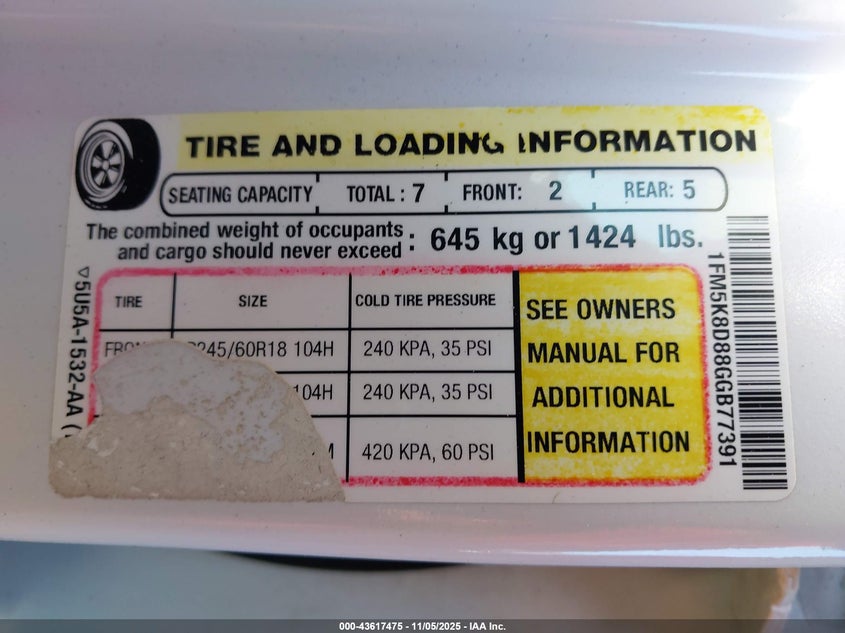 TIRE AND LOADING INFORMATION
SEATING CAPACITY TOTAL : 7 FRONT: 2 REAR: 5
The combined weight of occupants
and cargo should never exceed : 645 kg or 1424 lbs.
TIRE SIZE COLD TIRE PRESSURE
245/60R18 104H 240 KPA, 35 PSI
104H 240 KPA, 35 PSI
420 KPA, 60 PSI
SEE OWNERS
MANUAL FOR
ADDITIONAL
INFORMATION
5U5A-1532-AA
1FM5K8D88GGB77391
000-43617475 - 11/05/2025 - IAA Inc.